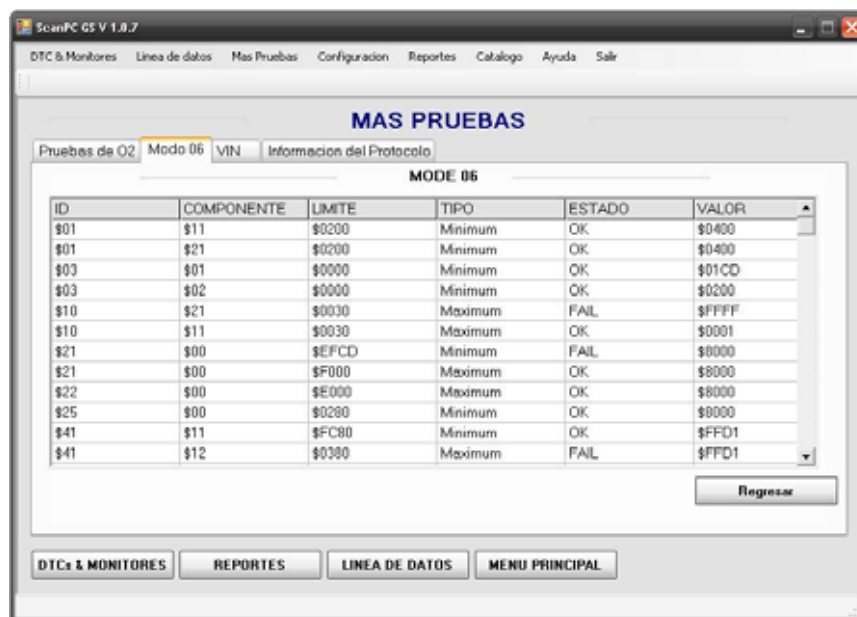 ScanPC GS V 1.0.7
DTC & Monitores Linea de datos Mas Pruebas Configuracion Reportes Catalogo Ayuda Salir
MAS PRUEBAS
Pruebas de O2 Modo 06 VIN Informacion del Protocolo
MODE 06
ID COMPONENTE LIMITE TIPO ESTADO VALOR
$01 $11 $0200 Minimum OK $0400
$01 $21 $0200 Minimum OK $0400
$03 $01 $0000 Minimum OK $01CD
$03 $02 $0000 Minimum OK $0200
$10 $21 $0030 Maximum FAIL $FFFF
$10 $11 $0030 Maximum OK $0001
$21 $00 $EFCD Minimum FAIL $8000
$21 $00 $F000 Maximum OK $8000
$22 $00 $E000 Maximum OK $8000
$25 $00 $0280 Minimum OK $8000
$41 $11 $FC80 Minimum OK $FFD1
$41 $12 $0380 Maximum FAIL $FFD1
Regresar
DTCs & MONITORES REPORTES LINEA DE DATOS MENU PRINCIPAL